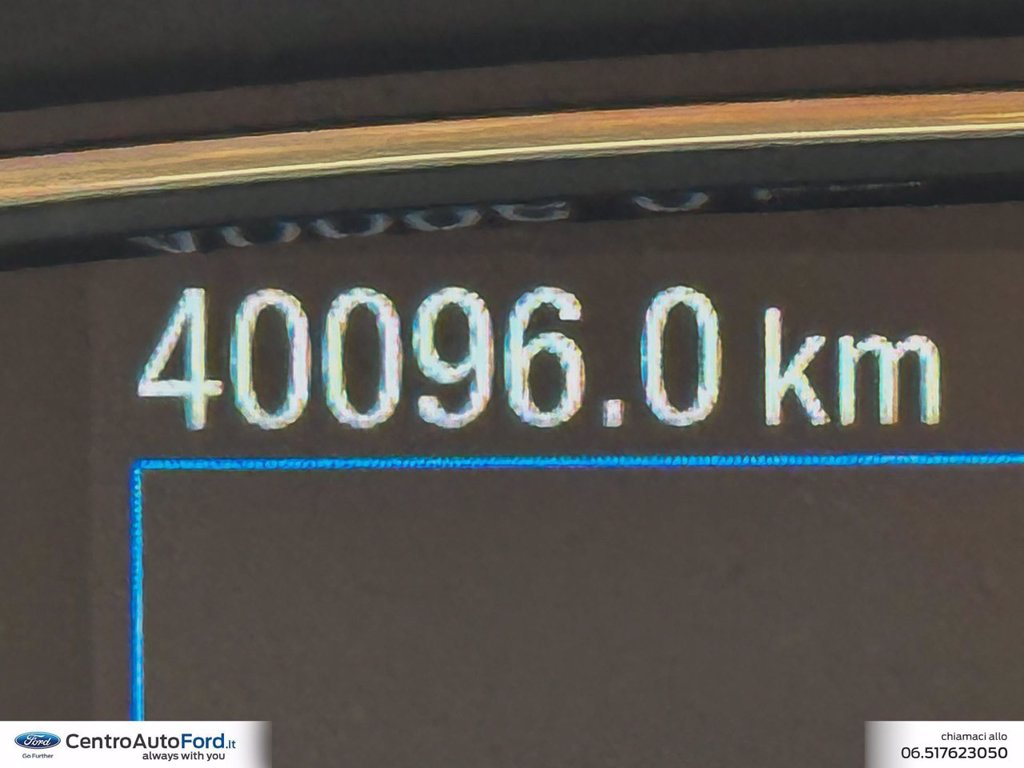 40096.0 km
Ford
Go Further
CentroAutoFord.it
always with you
chiamaci allo
06.517623050